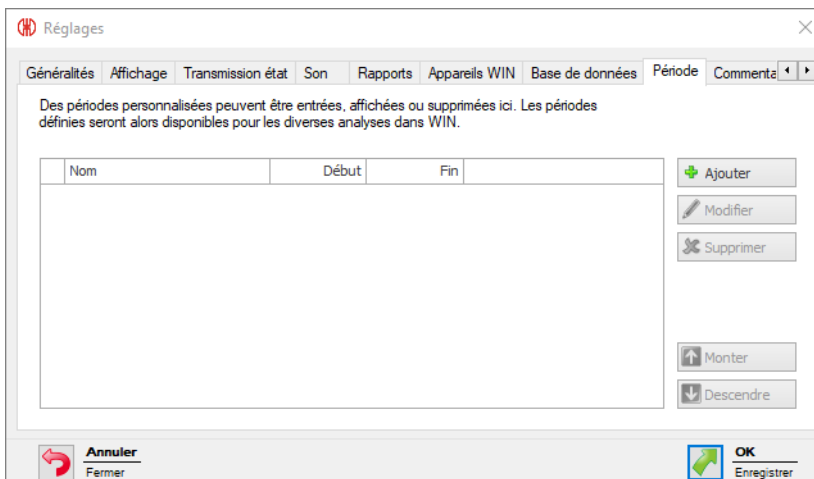 Réglages
Généralités Affichage Transmission état Son Rapports Appareils WIN Base de données Période Commenta
Des périodes personnalisées peuvent être entrées, affichées ou supprimées ici. Les périodes
définies seront alors disponibles pour les diverses analyses dans WIN.
Nom Début Fin
Ajouter
Modifier
Supprimer
Monter
Descendre
Annuler
Fermer
OK
Enregistrer